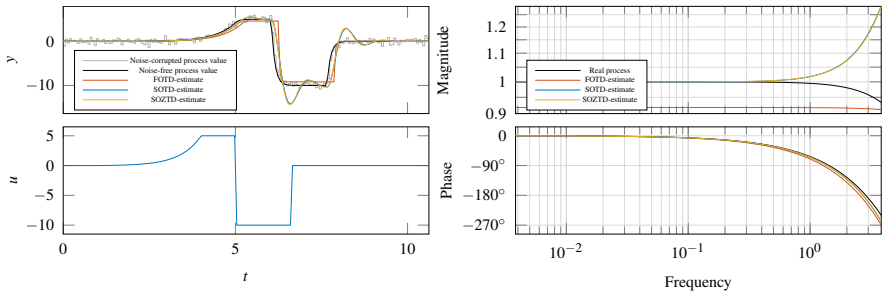 y
0
−10
Noise-corrupted process value
Noise-free process value
FOTD-estimate
SOTD-estimate
SOZTD-estimate
u
5
0
−5
−10
0
5
10
t
Magnitude
1.2
1.1
1
0.9
Real process
FOTD-estimate
SOTD-estimate
SOZTD-estimate
Phase
0
−90°
−180°
−270°
10−2
10−1
100
Frequency